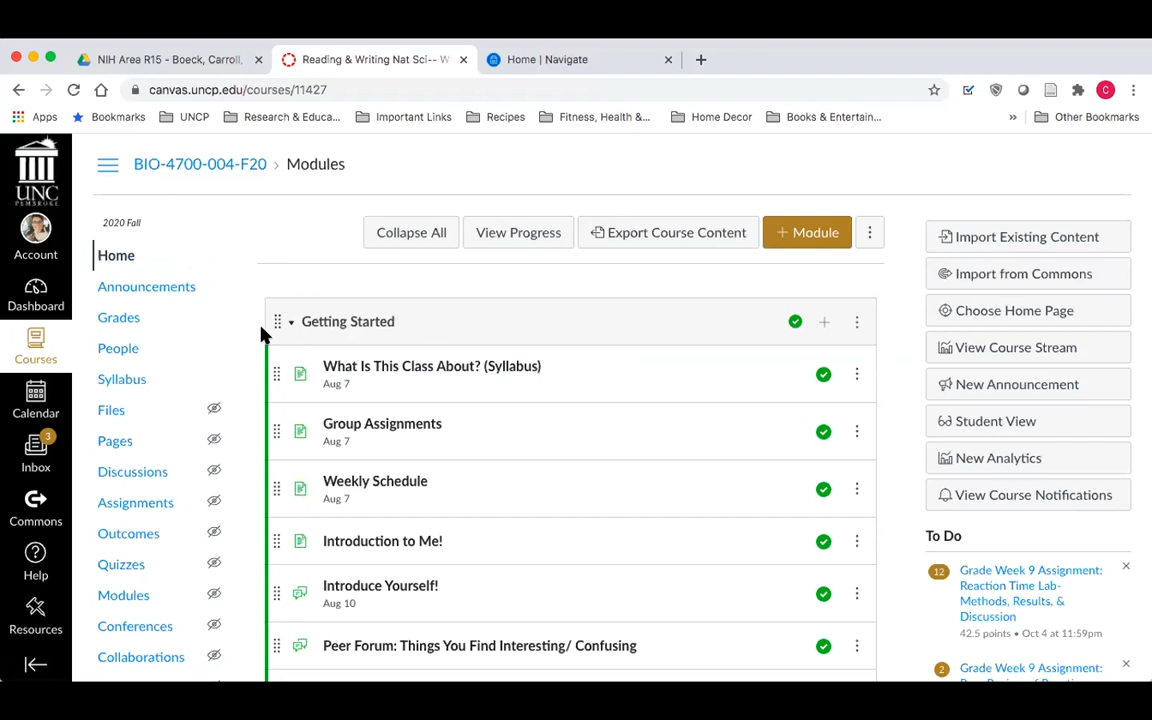 NIH Area R15 - Boeck, Carroll,
Reading & Writing Nat Sci-- W
Home | Navigate
canvas.uncp.edu/courses/11427
C
Apps
Bookmarks
UNCP
Research & Educa...
Important Links
Recipes
Fitness, Health &...
Home Decor
Books & Entertain...
»
Other Bookmarks
UNC
PEMBROKE
Account
Dashboard
Courses
Calendar
3
Inbox
Commons
Help
Resources
BIO-4700-004-F20 > Modules
2020 Fall
Home
Announcements
Grades
People
Syllabus
Files
Pages
Discussions
Assignments
Outcomes
Quizzes
Modules
Conferences
Collaborations
Collapse All
View Progress
Export Course Content
+ Module
Getting Started
What Is This Class About? (Syllabus)
Aug 7
Group Assignments
Aug 7
Weekly Schedule
Aug 7
Introduction to Me!
Introduce Yourself!
Aug 10
Peer Forum: Things You Find Interesting/ Confusing
Import Existing Content
Import from Commons
Choose Home Page
View Course Stream
New Announcement
Student View
New Analytics
View Course Notifications
To Do
12
Grade Week 9 Assignment:
Reaction Time Lab-
Methods, Results, &
Discussion
42.5 points • Oct 4 at 11:59pm
2
Grade Week 9 Assignment: